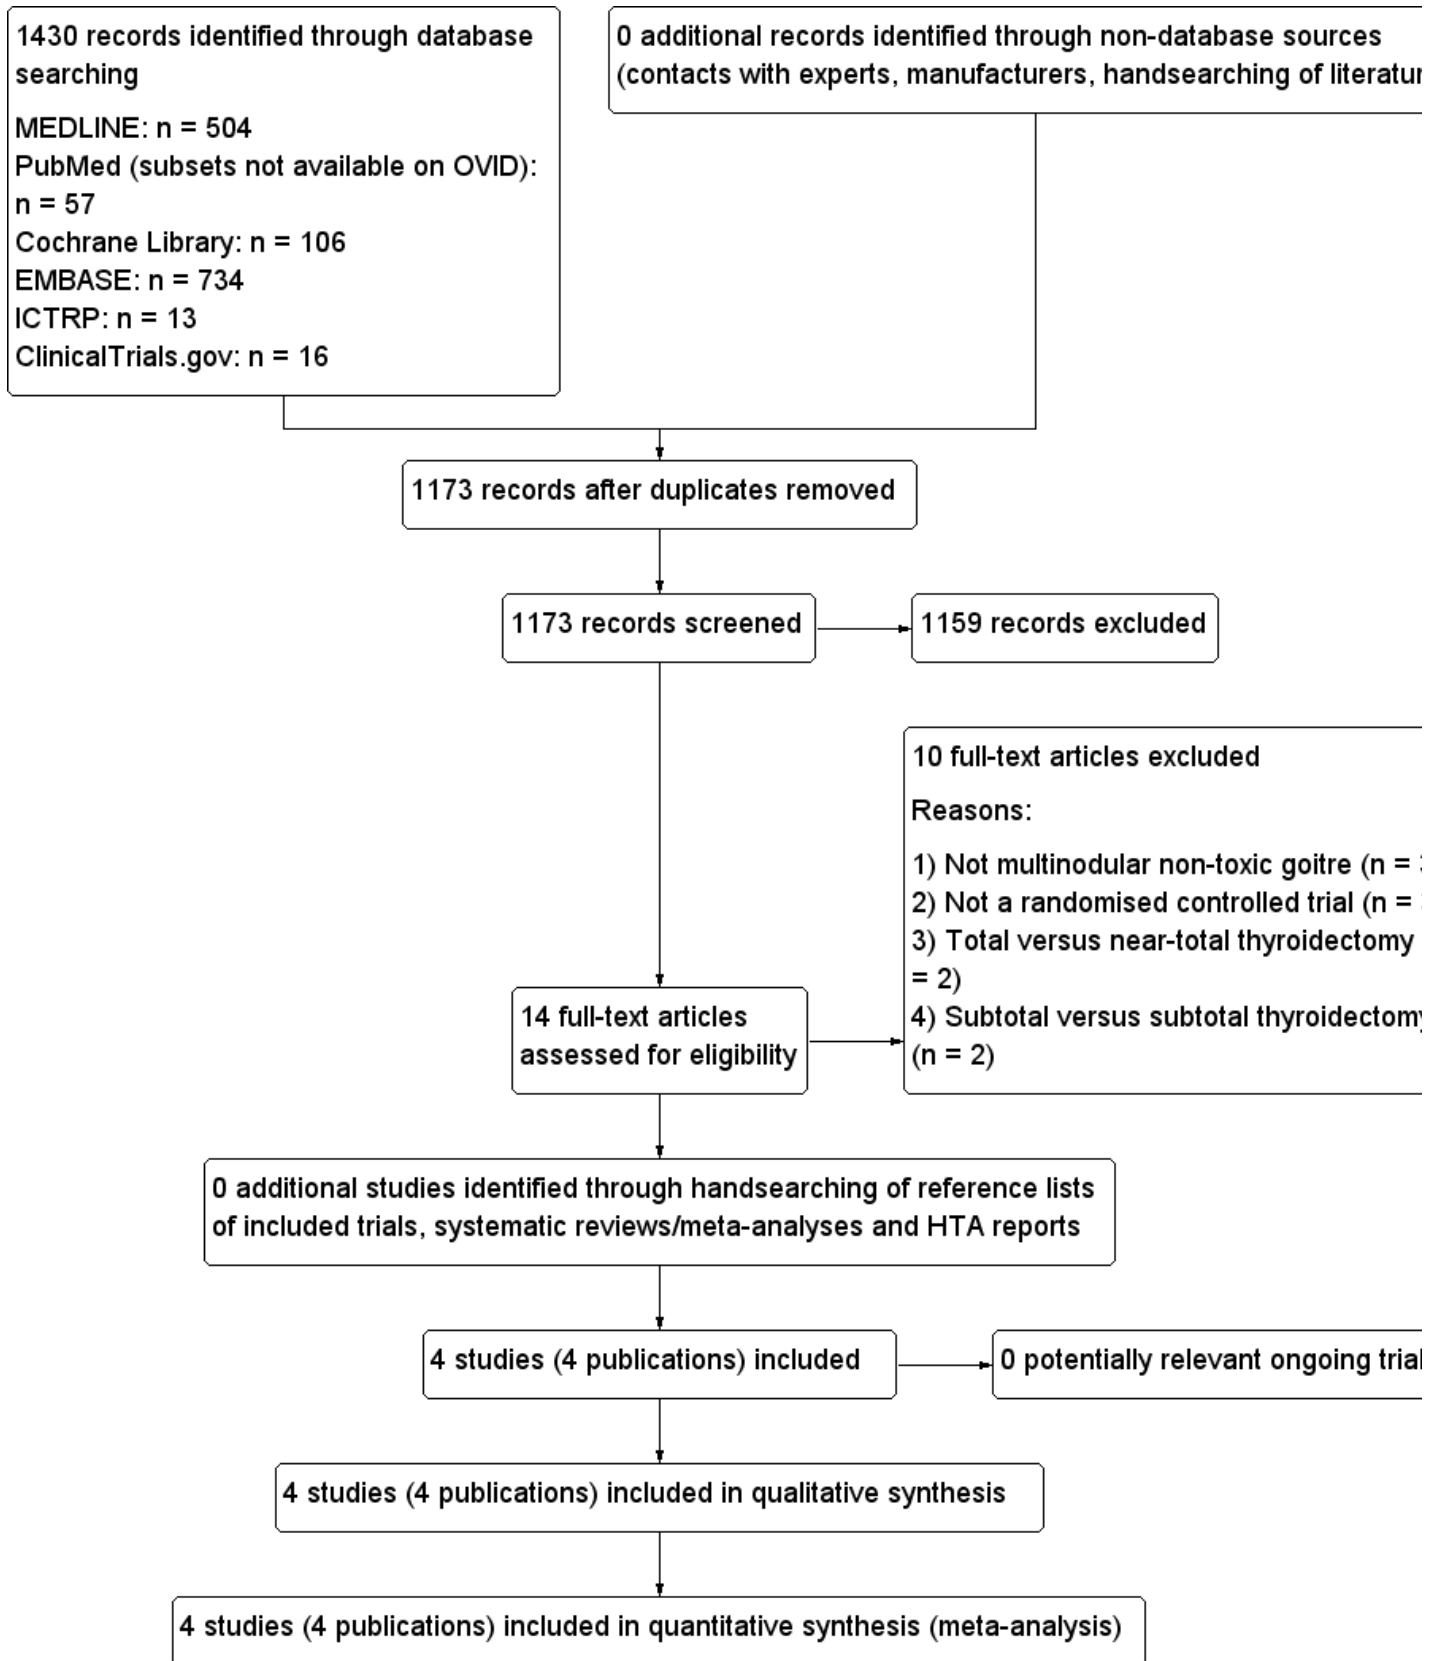 1430 records identified through database
searching
MEDLINE: n = 504
PubMed (subsets not available on OVID):
n = 57
Cochrane Library: n = 106
EMBASE: n = 734
ICTRP: n = 13
ClinicalTrials.gov: n = 16
0 additional records identified through non-database sources
(contacts with experts, manufacturers, handsearching of literatur
1173 records after duplicates removed
1173 records screened
1159 records excluded
10 full-text articles excluded
Reasons:
1) Not multinodular non-toxic goitre (n =
2) Not a randomised controlled trial (n =
3) Total versus near-total thyroidectomy
= 2)
4) Subtotal versus subtotal thyroidectomy
(n = 2)
14 full-text articles
assessed for eligibility
0 additional studies identified through handsearching of reference lists
of included trials, systematic reviews/meta-analyses and HTA reports
4 studies (4 publications) included
0 potentially relevant ongoing trial
4 studies (4 publications) included in qualitative synthesis
4 studies (4 publications) included in quantitative synthesis (meta-analysis)